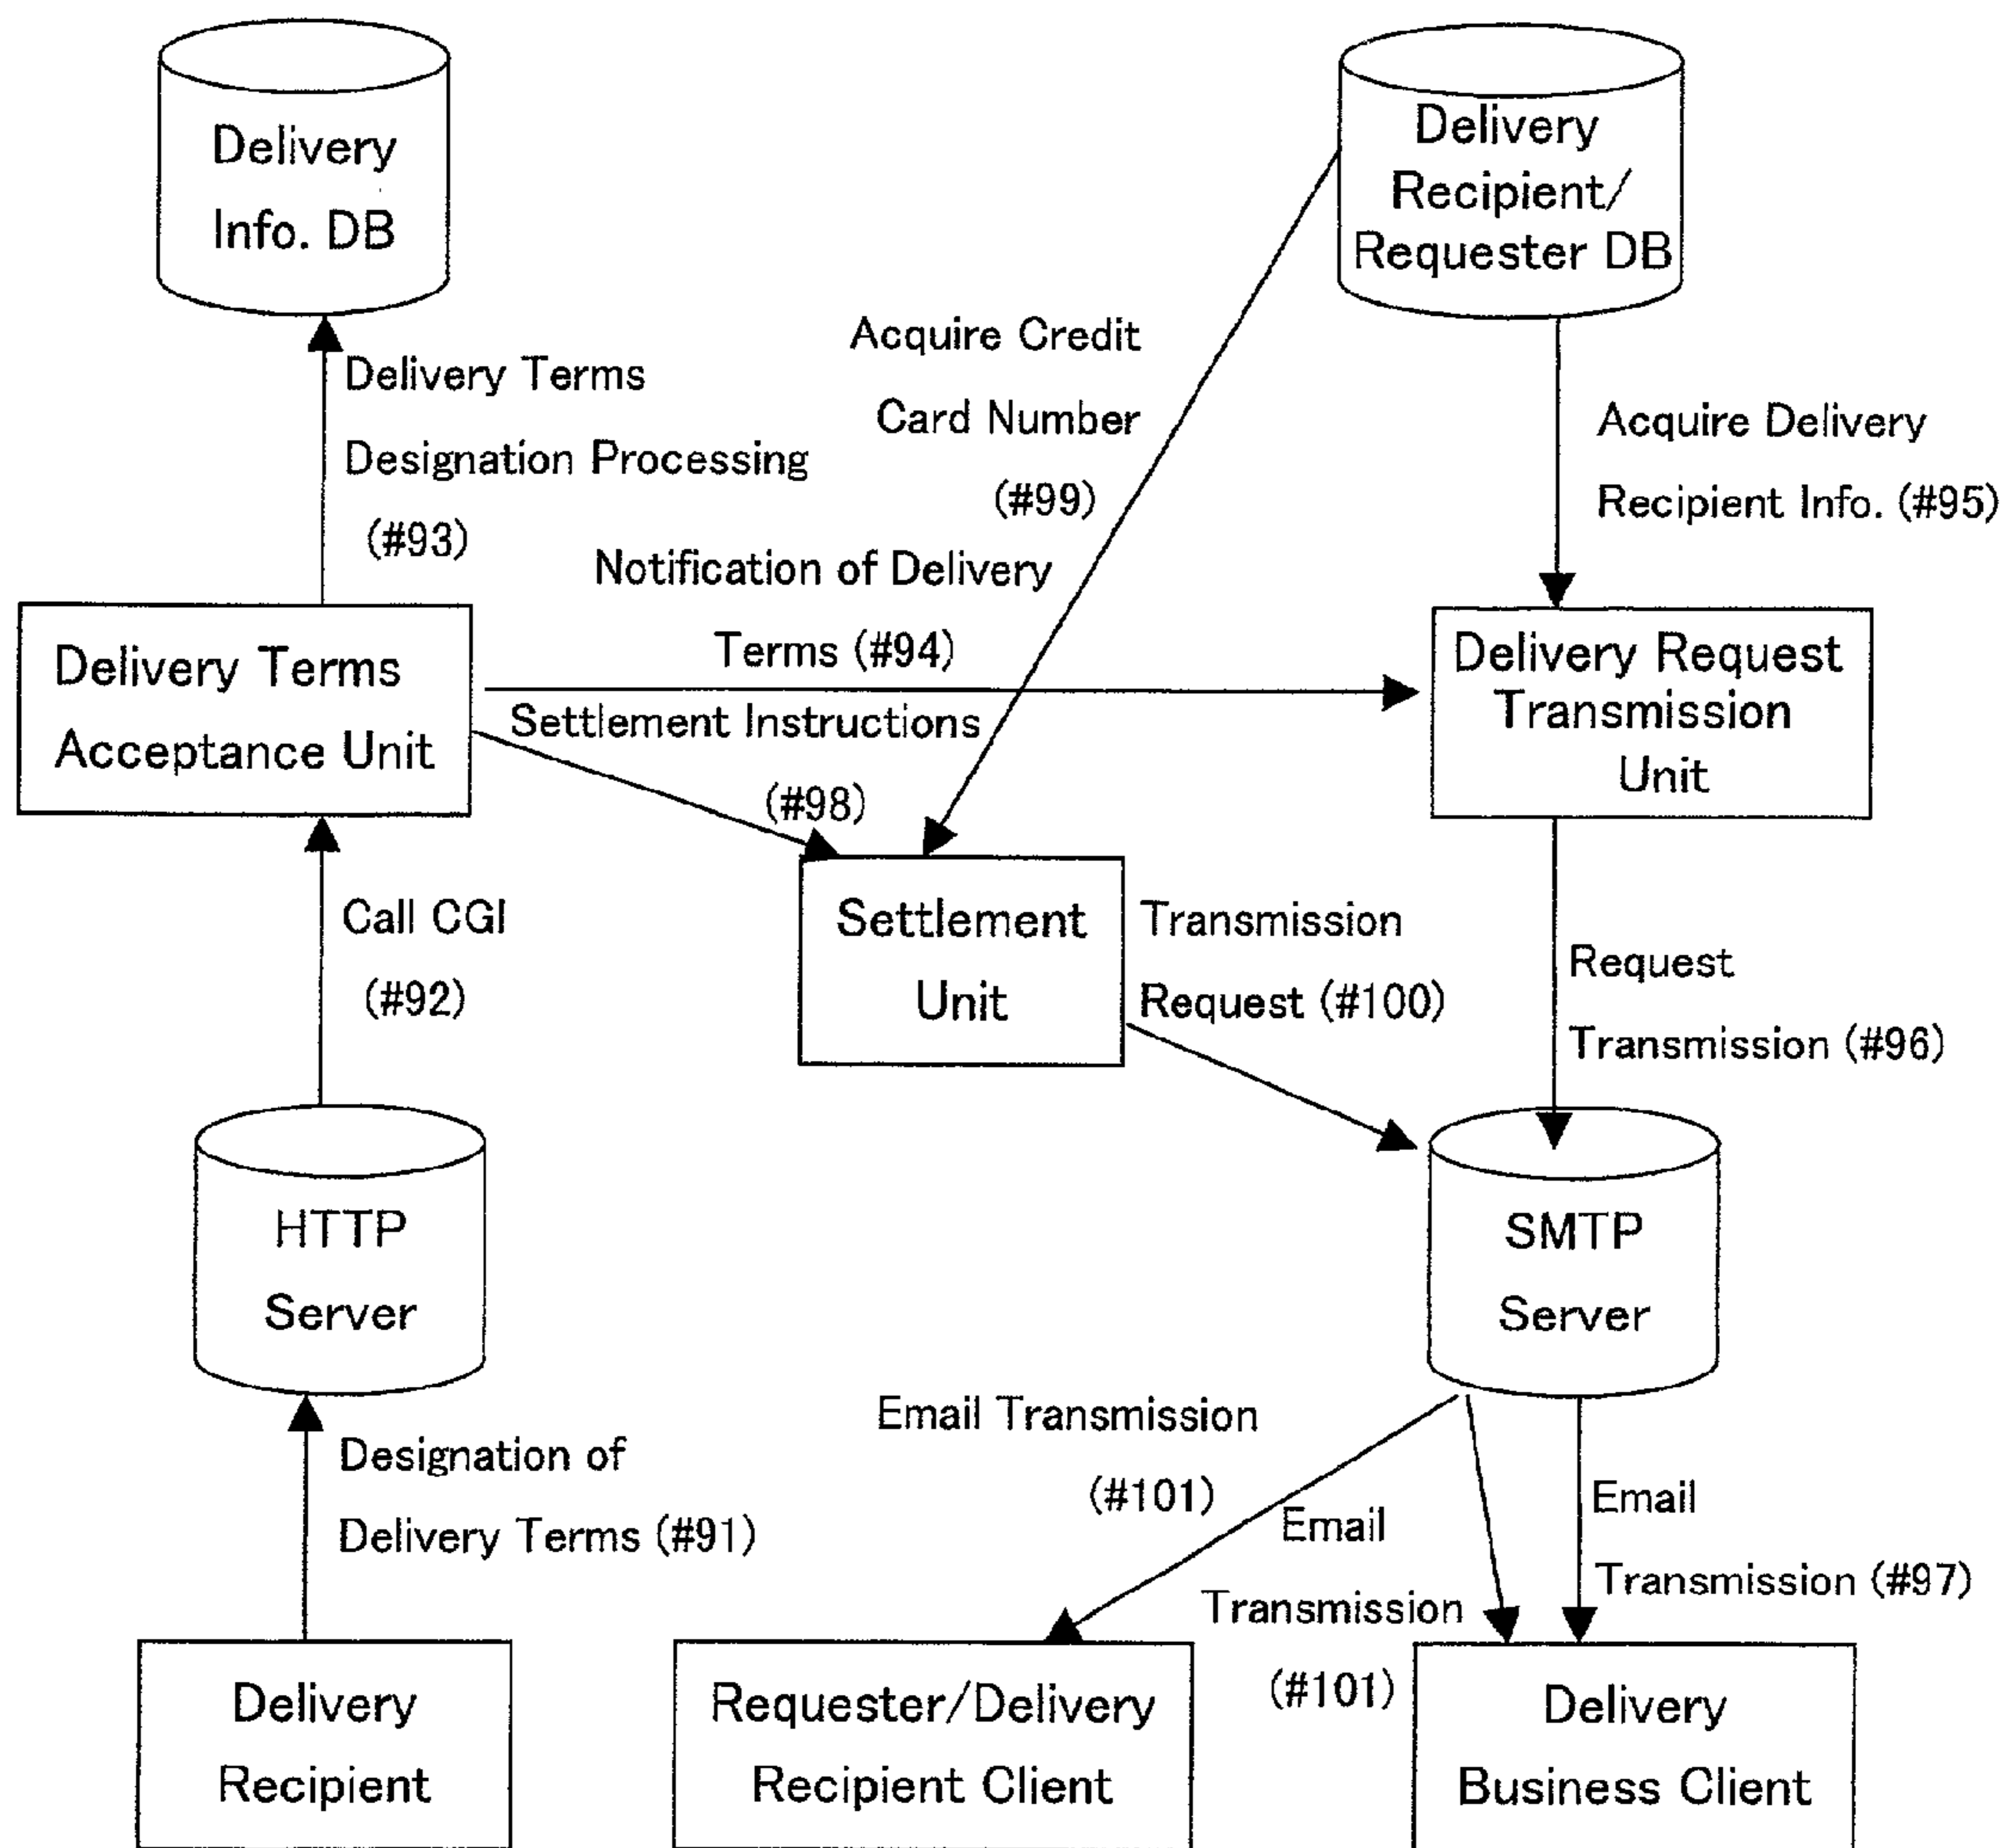 Delivery
Info. DB
Delivery
Recipient/
Requester DB
Delivery Terms
Designation Processing
(#93)
Acquire Credit
Card Number
(#99)
Acquire Delivery
Recipient Info. (#95)
Notification of Delivery
Terms (#94)
Delivery Terms
Acceptance Unit
Settlement Instructions
(#98)
Delivery Request
Transmission
Unit
Call CGI
(#92)
Settlement
Unit
Transmission
Request (#100)
Request
Transmission (#96)
HTTP
Server
SMTP
Server
Designation of
Delivery Terms (#91)
Email Transmission
(#101)
Email
Transmission
(#101)
Email
Transmission (#97)
Delivery
Recipient
Requester/Delivery
Recipient Client
Delivery
Business Client